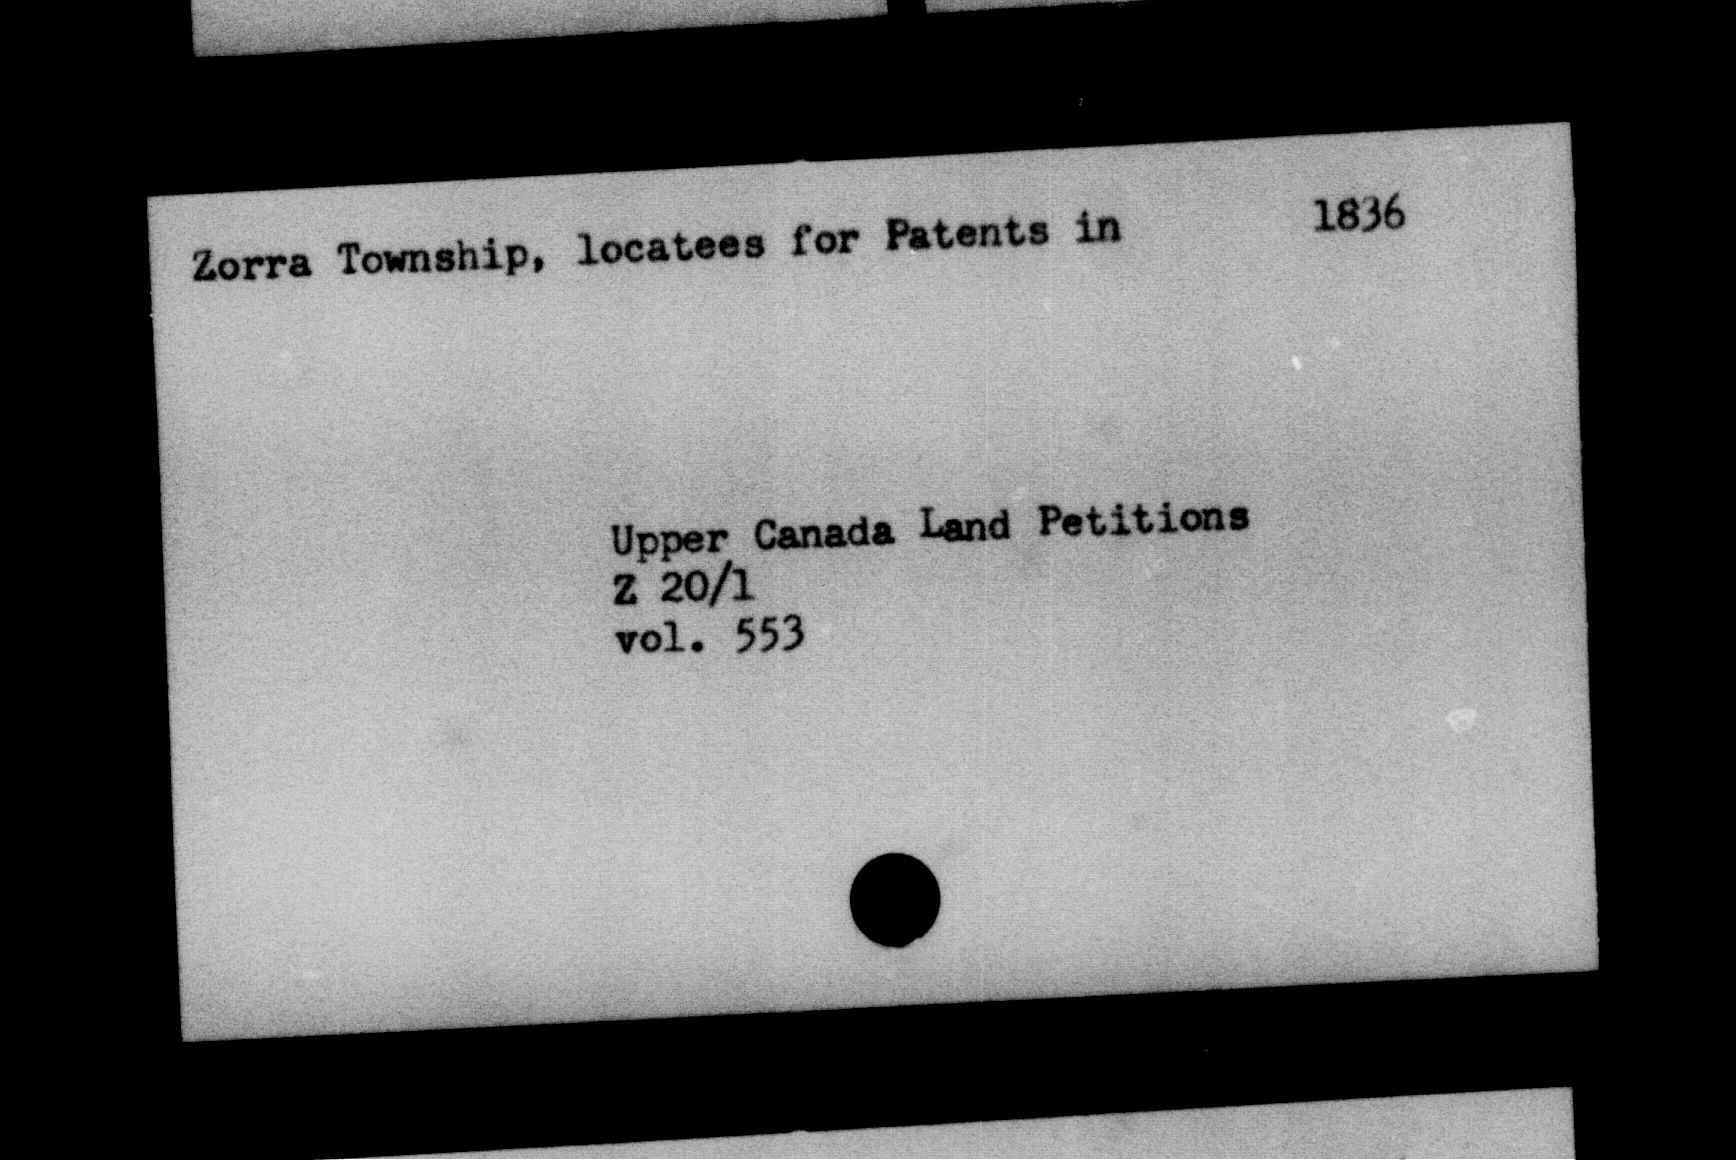 Zorra Township, locatees for Patents in 1836
Upper Canada Land Petitions
Z 20/1
vol. 553